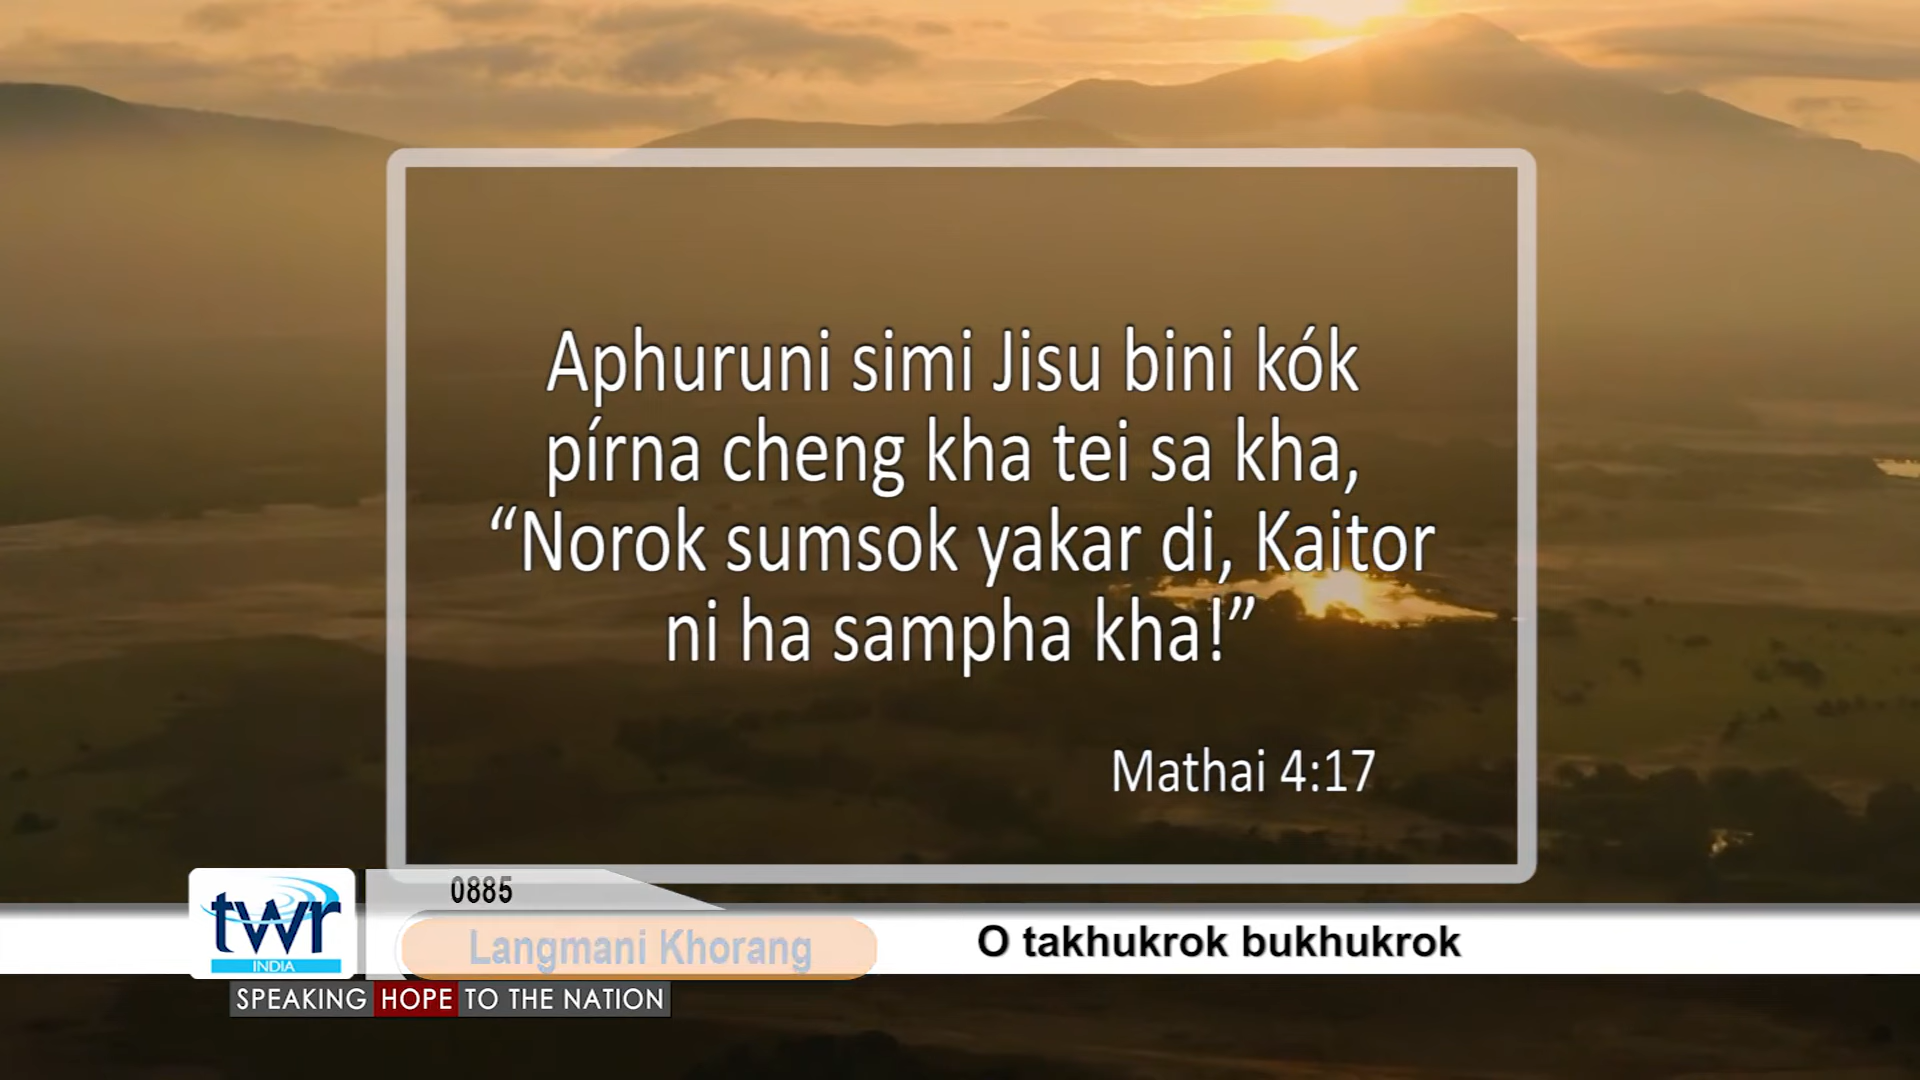 Aphuruni simi Jisu bini kók
pírna cheng kha tei sa kha,
“Norok sumsok yakar di, Kaitor
ni ha sampha kha!”
Mathai 4:17
0885
twr
INDIA
Langmani Khorang
O takhukrok bukhukrok
SPEAKING HOPE TO THE NATION